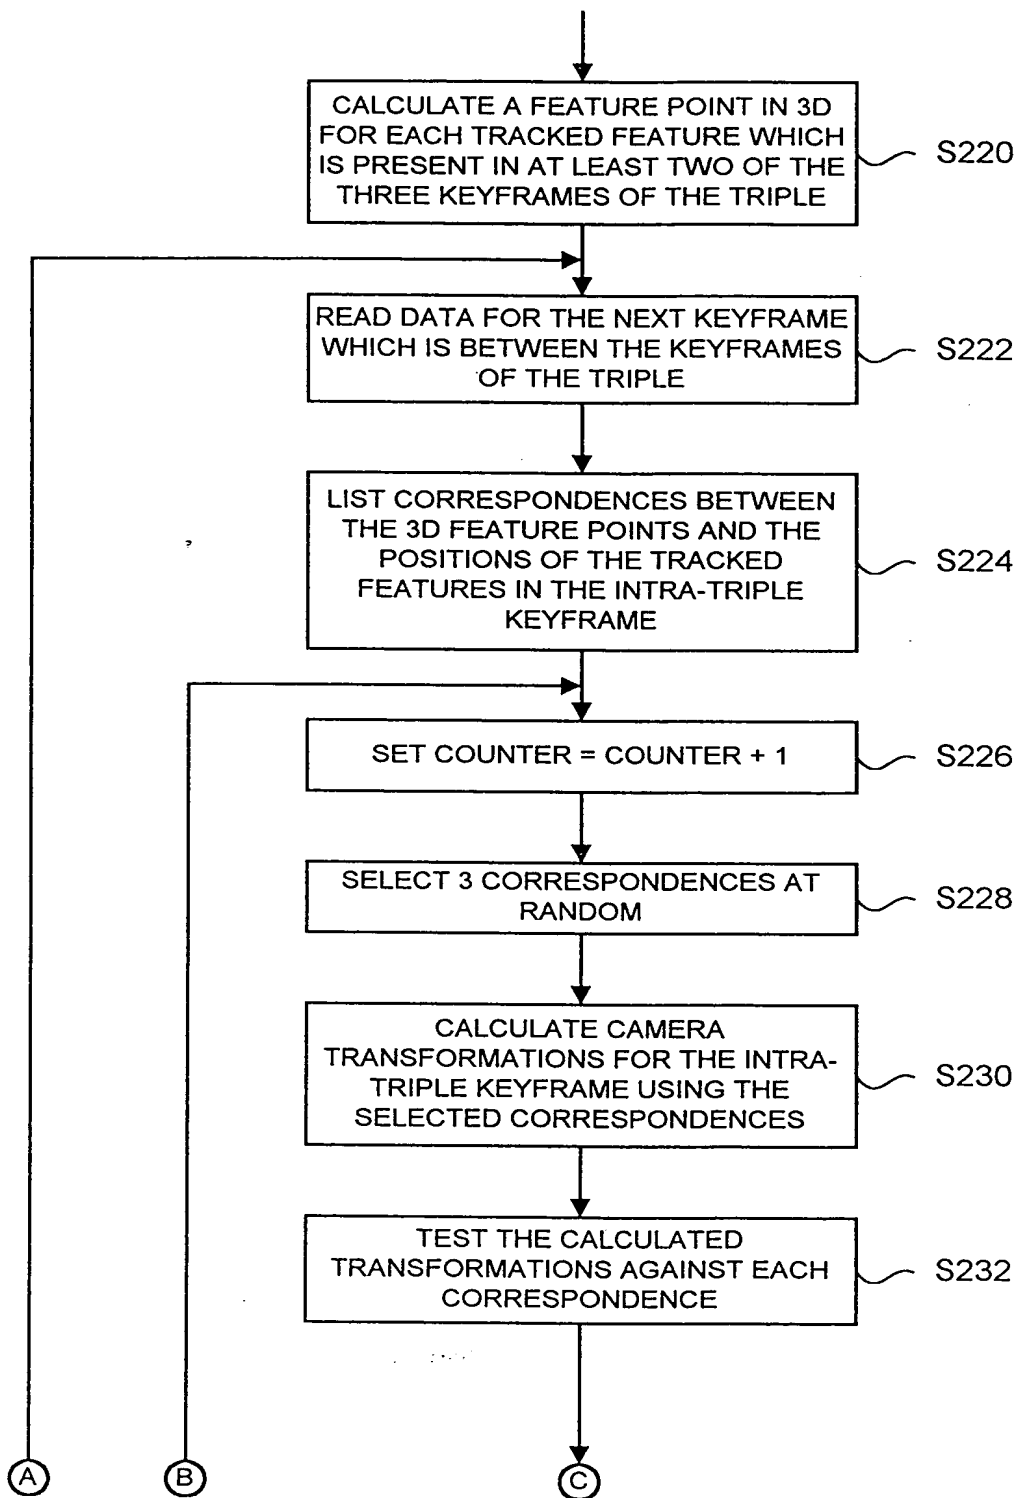 CALCULATE A FEATURE POINT IN 3D
FOR EACH TRACKED FEATURE WHICH
IS PRESENT IN AT LEAST TWO OF THE
THREE KEYFRAMES OF THE TRIPLE
S220
READ DATA FOR THE NEXT KEYFRAME
WHICH IS BETWEEN THE KEYFRAMES
OF THE TRIPLE
S222
LIST CORRESPONDENCES BETWEEN
THE 3D FEATURE POINTS AND THE
POSITIONS OF THE TRACKED
FEATURES IN THE INTRA-TRIPLE
KEYFRAME
S224
SET COUNTER = COUNTER + 1
S226
SELECT 3 CORRESPONDENCES AT
RANDOM
S228
CALCULATE CAMERA
TRANSFORMATIONS FOR THE INTRA-
TRIPLE KEYFRAME USING THE
SELECTED CORRESPONDENCES
S230
TEST THE CALCULATED
TRANSFORMATIONS AGAINST EACH
CORRESPONDENCE
S232
A
B
C